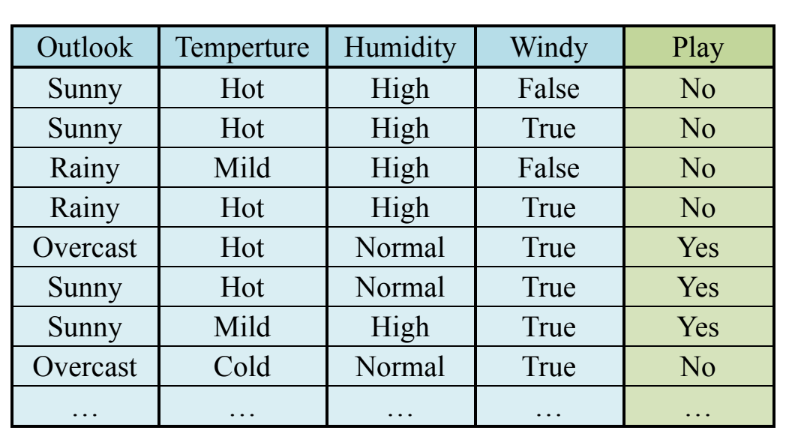 Outlook Temperture Humidity Windy Play
Sunny Hot High False No
Sunny Hot High True No
Rainy Mild High False No
Rainy Hot High True No
Overcast Hot Normal True Yes
Sunny Hot Normal True Yes
Sunny Mild High True Yes
Overcast Cold Normal True No
... ... ... ... ...